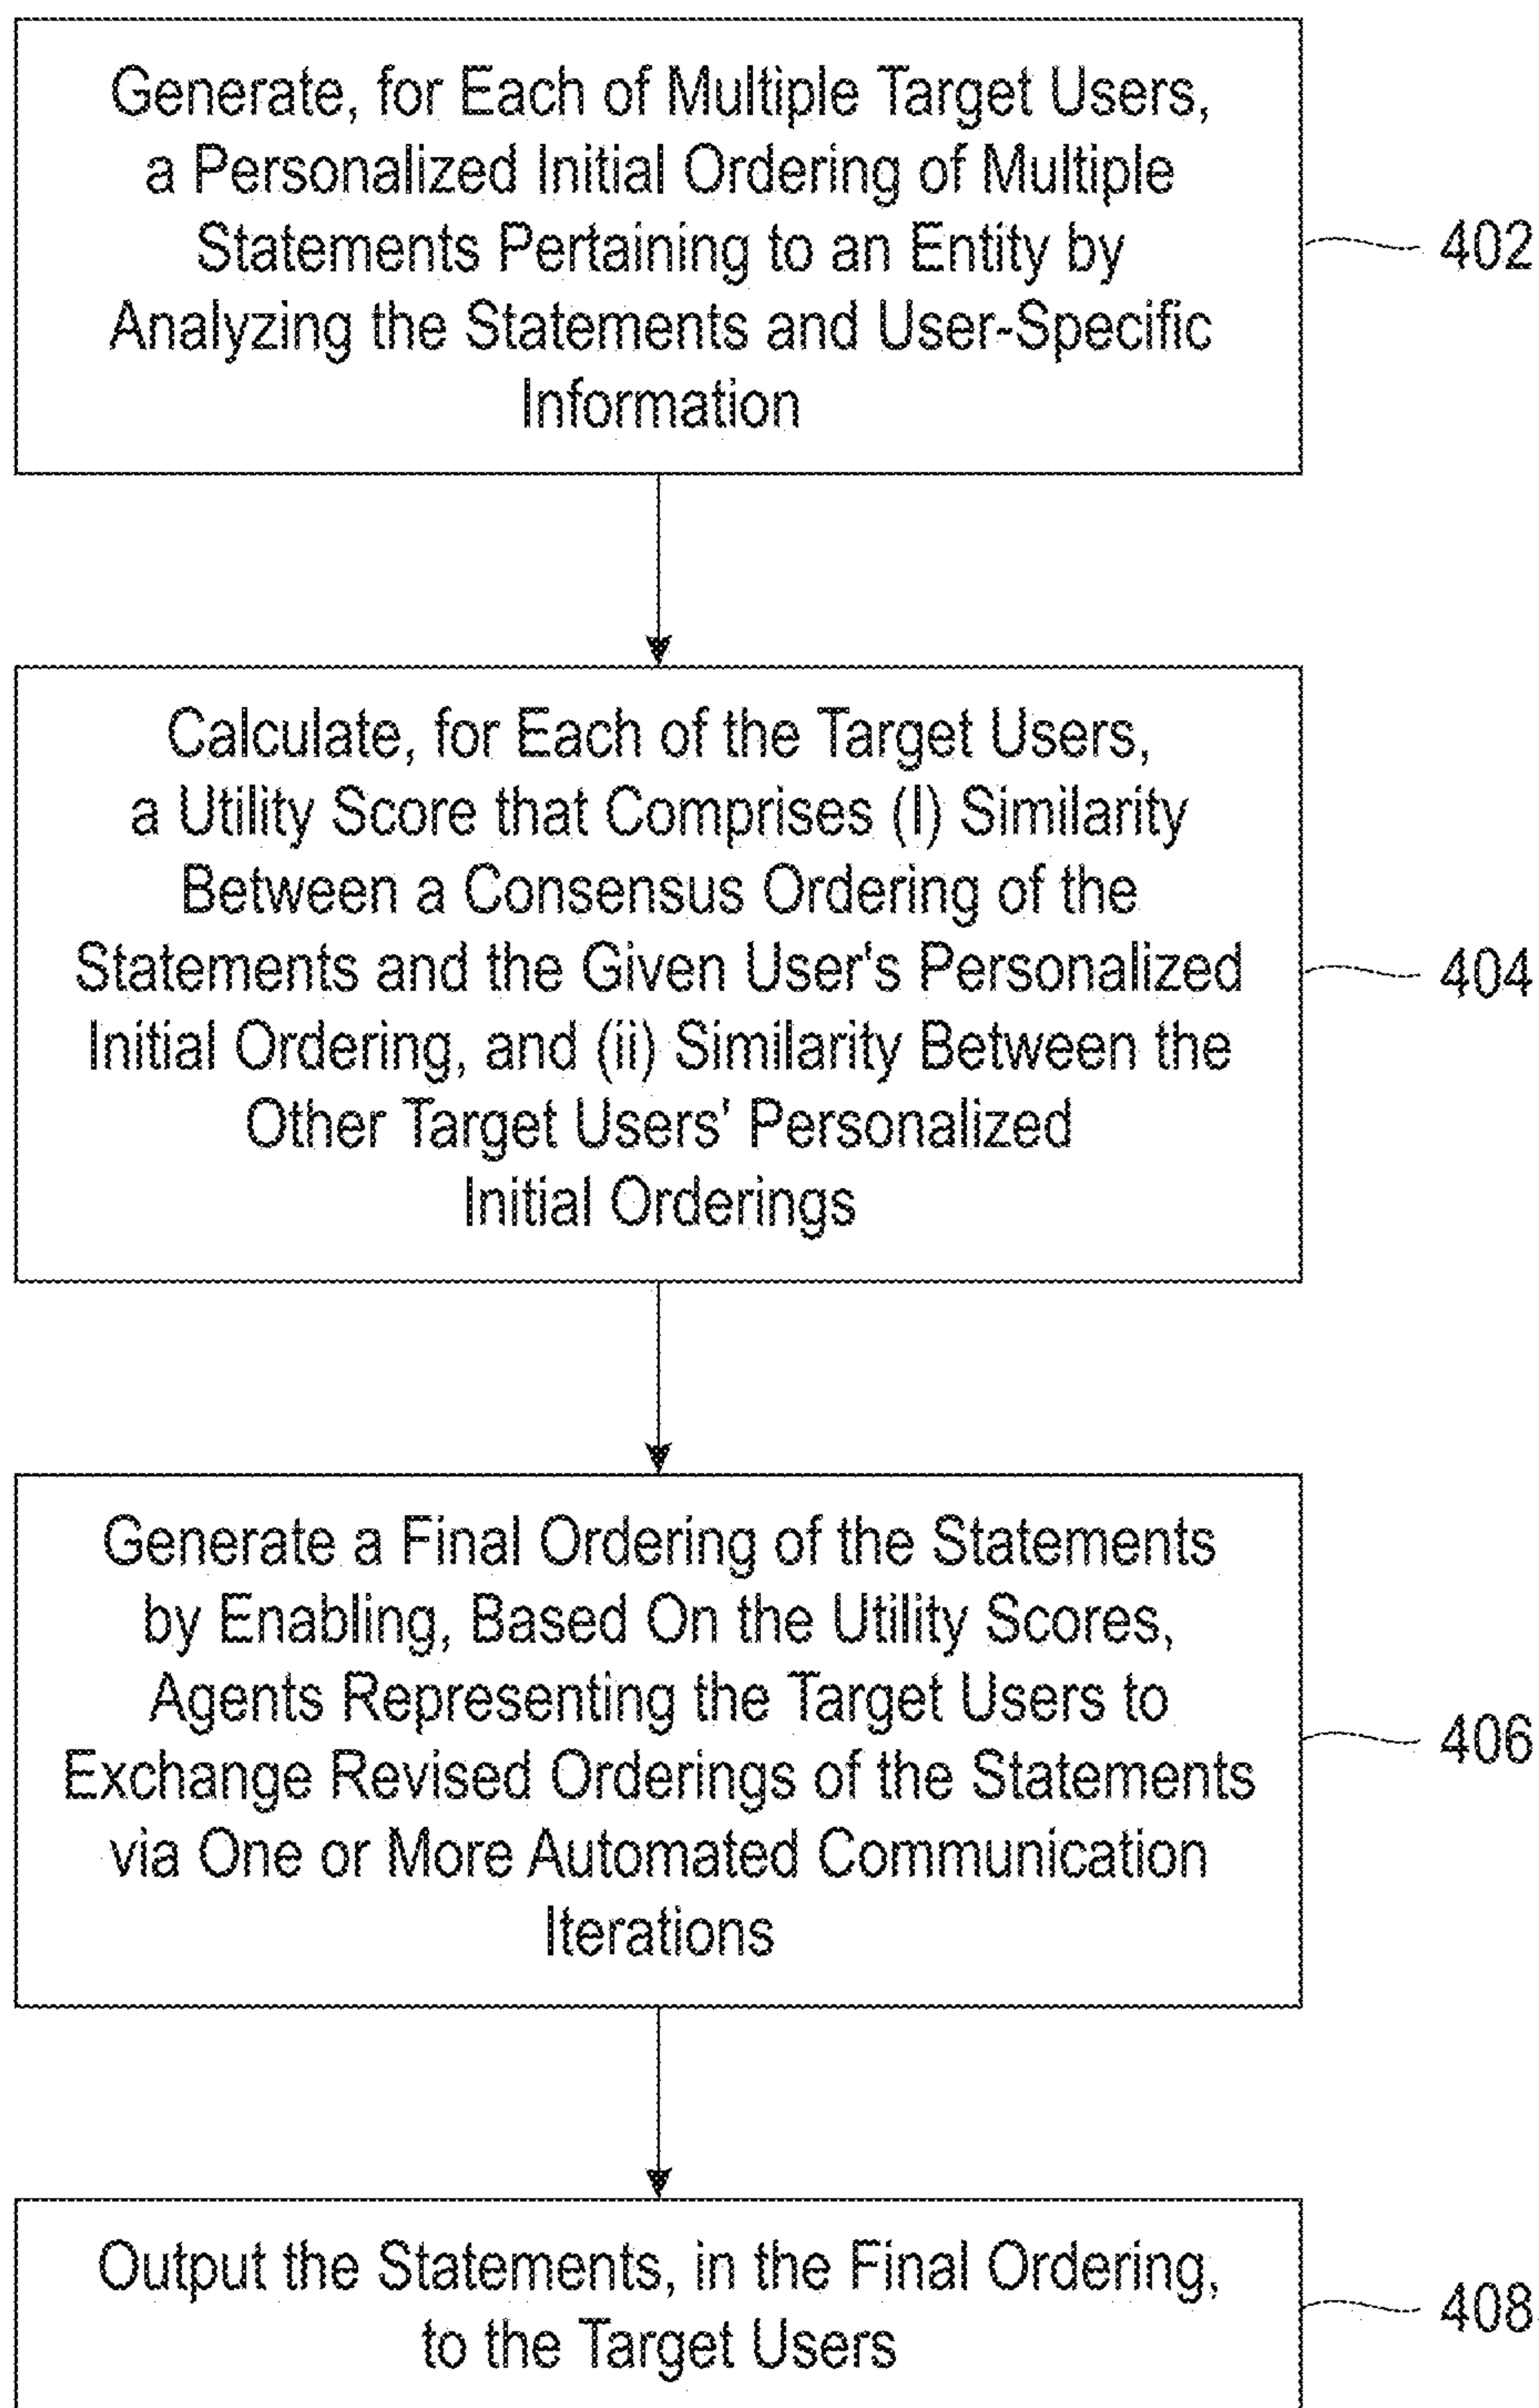 Generate, for Each of Multiple Target Users,
a Personalized Initial Ordering of Multiple
Statements Pertaining to an Entity by
Analyzing the Statements and User-Specific
Information
402
Calculate, for Each of the Target Users,
a Utility Score that Comprises (I) Similarity
Between a Consensus Ordering of the
Statements and the Given User's Personalized
Initial Ordering, and (ii) Similarity Between the
Other Target Users' Personalized
Initial Orderings
404
Generate a Final Ordering of the Statements
by Enabling, Based On the Utility Scores,
Agents Representing the Target Users to
Exchange Revised Orderings of the Statements
via One or More Automated Communication
Iterations
406
Output the Statements, in the Final Ordering,
to the Target Users
408